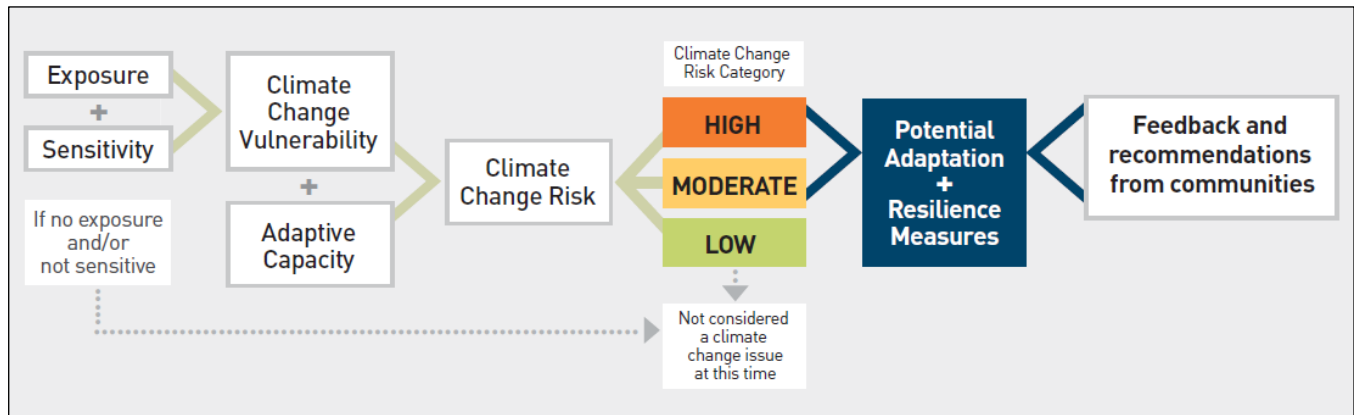 Exposure
+
Sensitivity
If no exposure
and/or
not sensitive
Climate
Change
Vulnerability
+
Adaptive
Capacity
Climate
Change Risk
Climate Change
Risk Category
HIGH
MODERATE
LOW
Not considered
a climate
change issue
at this time
Potential
Adaptation
+
Resilience
Measures
Feedback and
recommendations
from communities